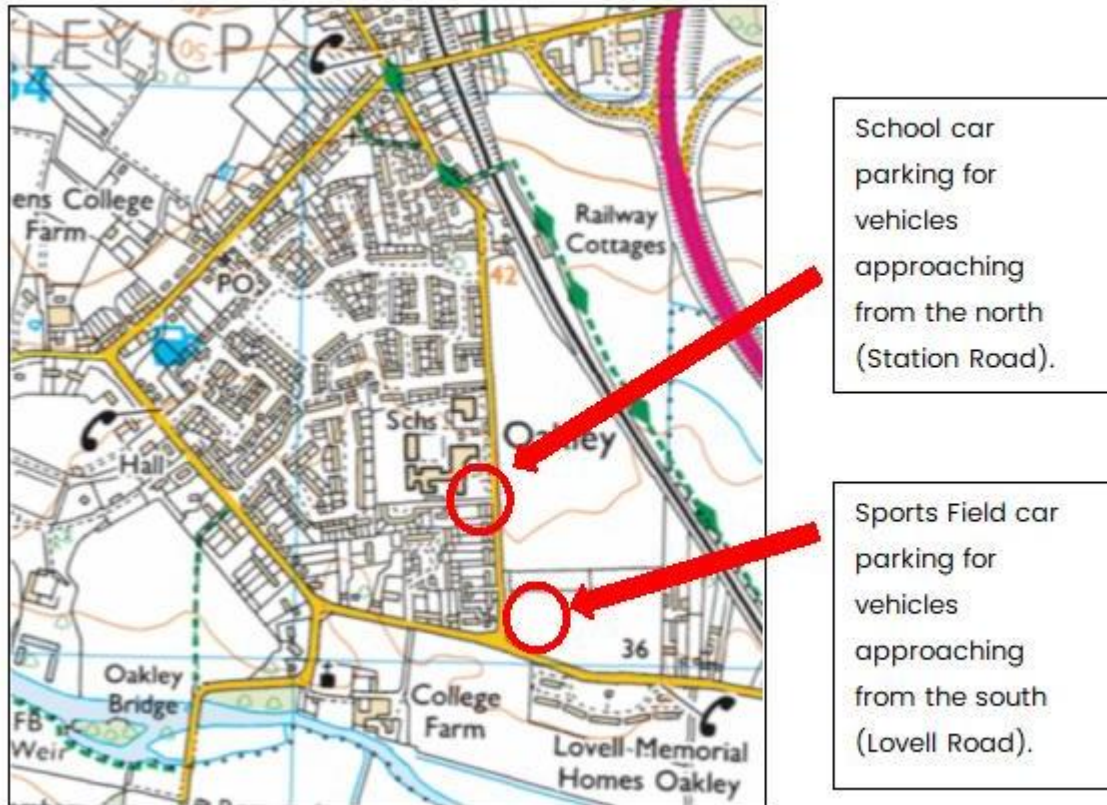 LEY CP
50
64
ens College
Farm
PO
Railway
Cottages
42
Schs
Oakley
Hall
36
Oakley
Bridge
FB
Weir
College
Farm
Lovell Memorial
Homes Oakley
School car
parking for
vehicles
approaching
from the north
(Station Road).
Sports Field car
parking for
vehicles
approaching
from the south
(Lovell Road).